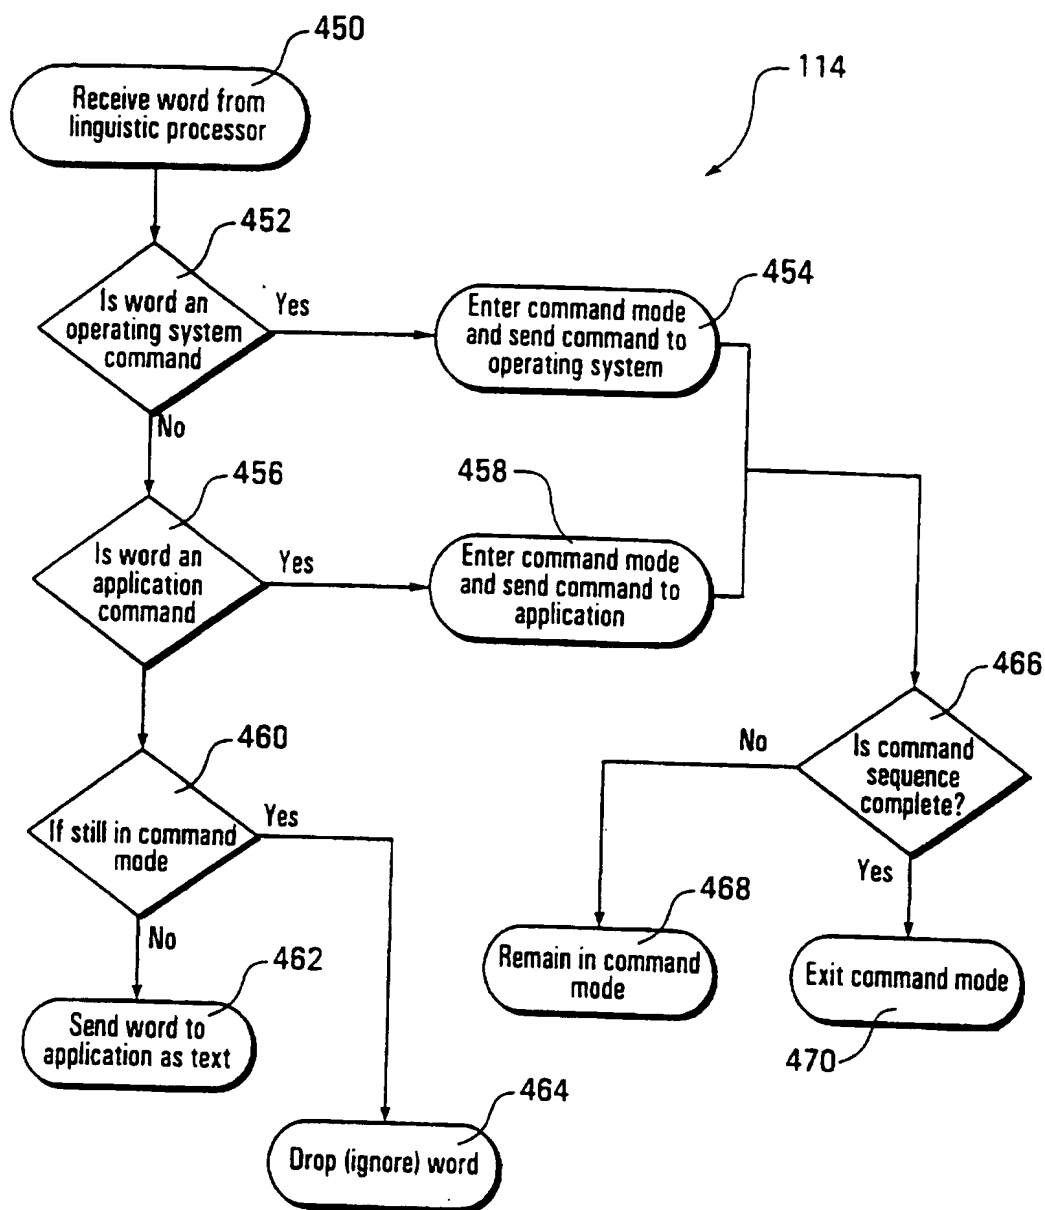 450
114
Receive word from
linguistic processor
452
Is word an
operating system
command
Yes
454
Enter command mode
and send command to
operating system
No
456
Is word an
application
command
Yes
458
Enter command mode
and send command to
application
466
Is command
sequence
complete?
No
Yes
460
If still in command
mode
Yes
No
468
Remain in command
mode
Exit command mode
470
462
Send word to
application as text
464
Drop (ignore) word